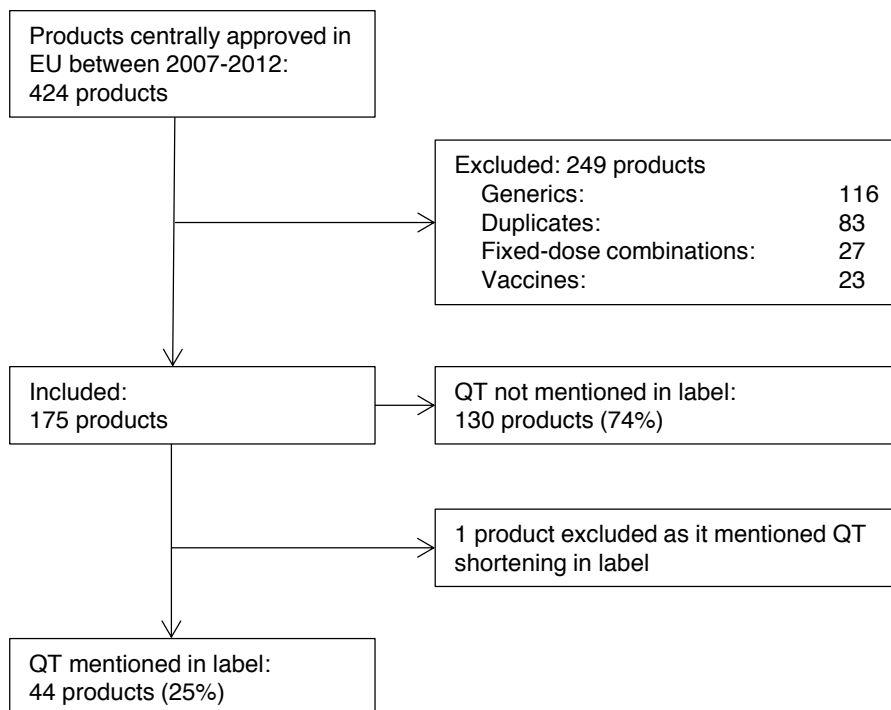 Products centrally approved in
EU between 2007-2012:
424 products
Excluded: 249 products
Generics: 116
Duplicates: 83
Fixed-dose combinations: 27
Vaccines: 23
Included:
175 products
QT not mentioned in label:
130 products (74%)
1 product excluded as it mentioned QT
shortening in label
QT mentioned in label:
44 products (25%)